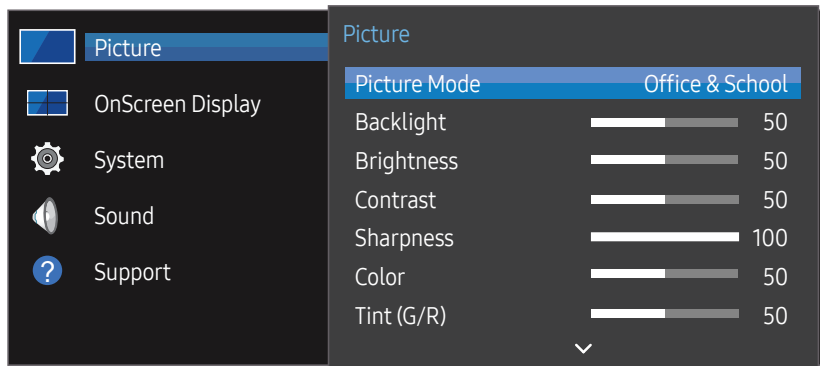 Picture
OnScreen Display
System
Sound
?
Support
Picture
Picture Mode Office & School
Backlight 50
Brightness 50
Contrast 50
Sharpness 100
Color 50
Tint (G/R) 50